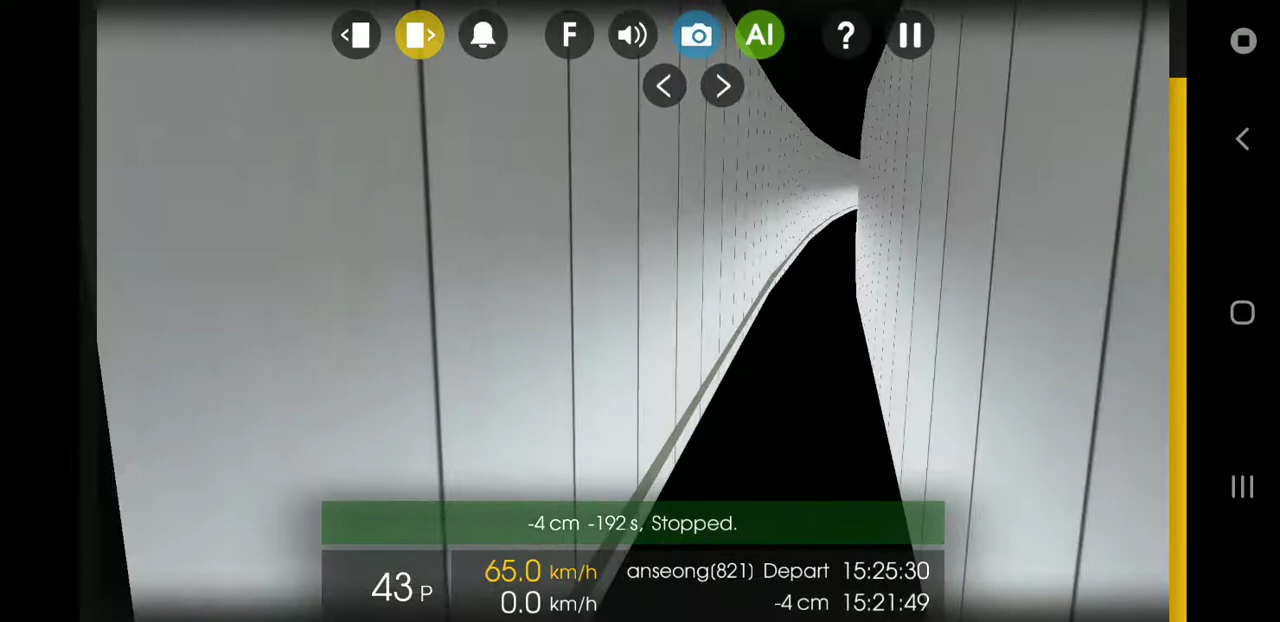 F
AI
?
-4 cm -192 s, Stopped.
43 P
65.0 km/h
anseong(821) Depart 15:25:30
0.0 km/h
-4 cm 15:21:49